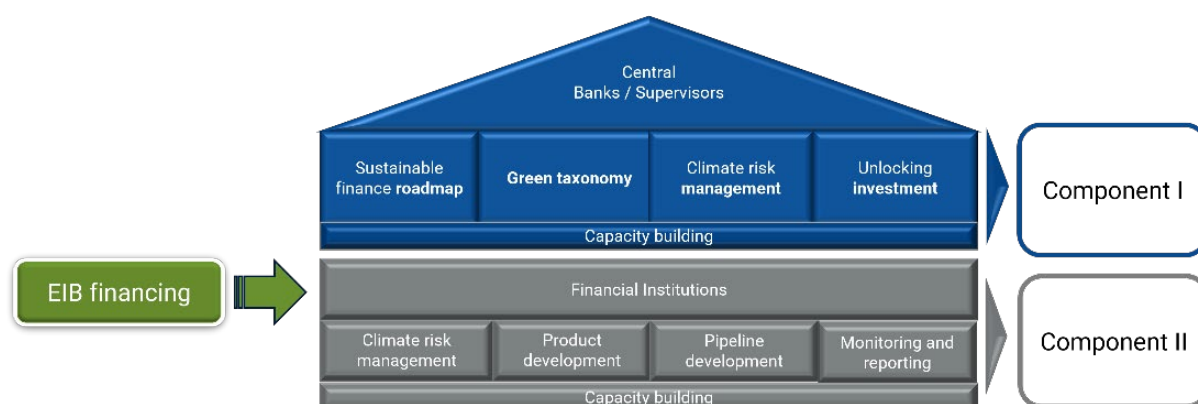 Central
Banks / Supervisors
Sustainable
finance roadmap
Green taxonomy
Climate risk
management
Unlocking
investment
Capacity building
Component I
EIB financing
Financial Institutions
Climate risk
management
Product
development
Pipeline
development
Monitoring and
reporting
Capacity building
Component II